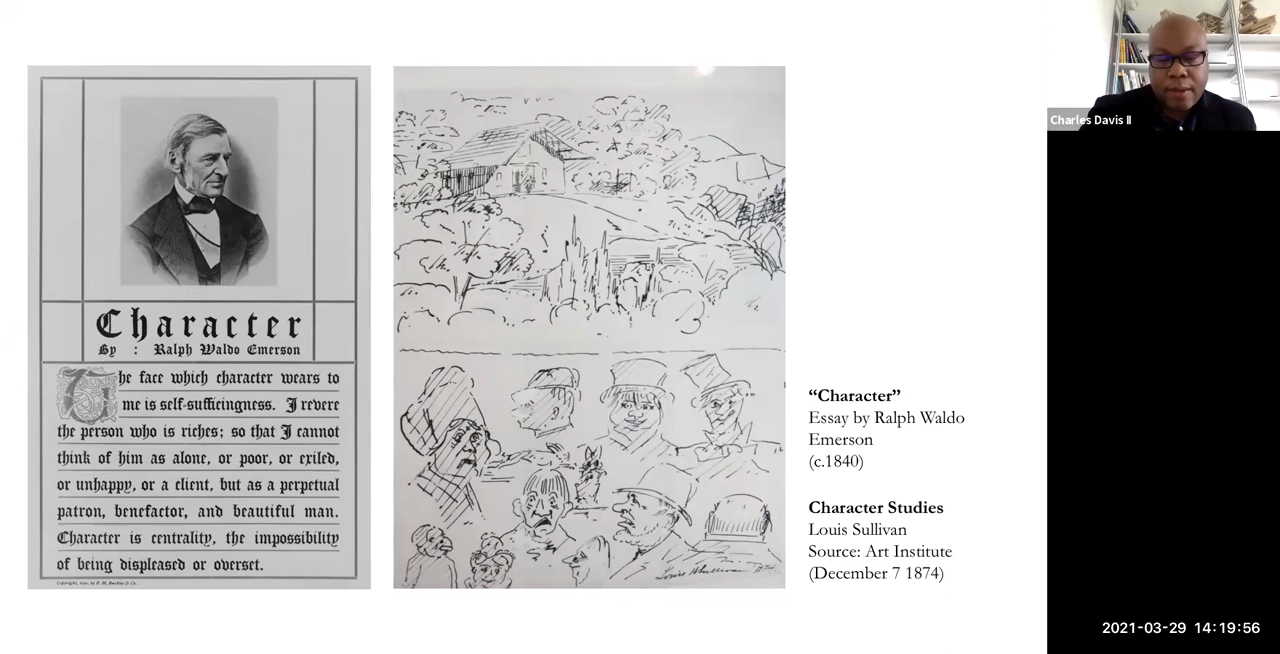 Character
By : Ralph Waldo Emerson
The face which character wears to
me is self-sufficingness. I revere
the person who is riches; so that I cannot
think of him as alone, or poor, or exiled,
or unhappy, or a client, but as a perpetual
patron, benefactor, and beautiful man.
Character is centrality, the impossibility
of being displeased or overset.
“Character”
Essay by Ralph Waldo
Emerson
(c.1840)
Character Studies
Louis Sullivan
Source: Art Institute
(December 7 1874)
Charles Davis II
2021-03-29 14:19:56